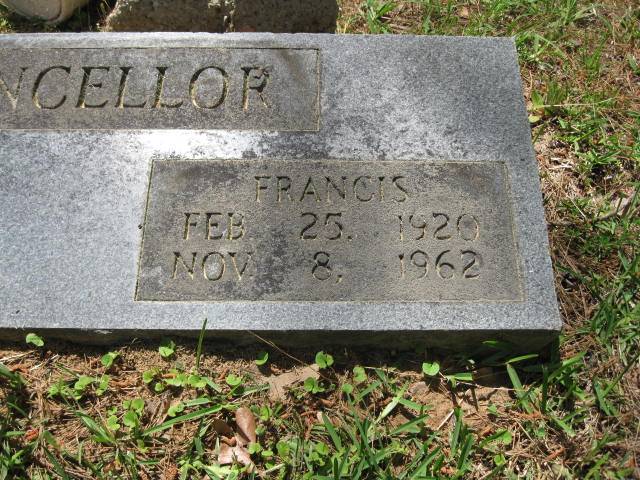 NCELLOR
FRANCIS
FEB 25. 1920
NOV 8, 1962